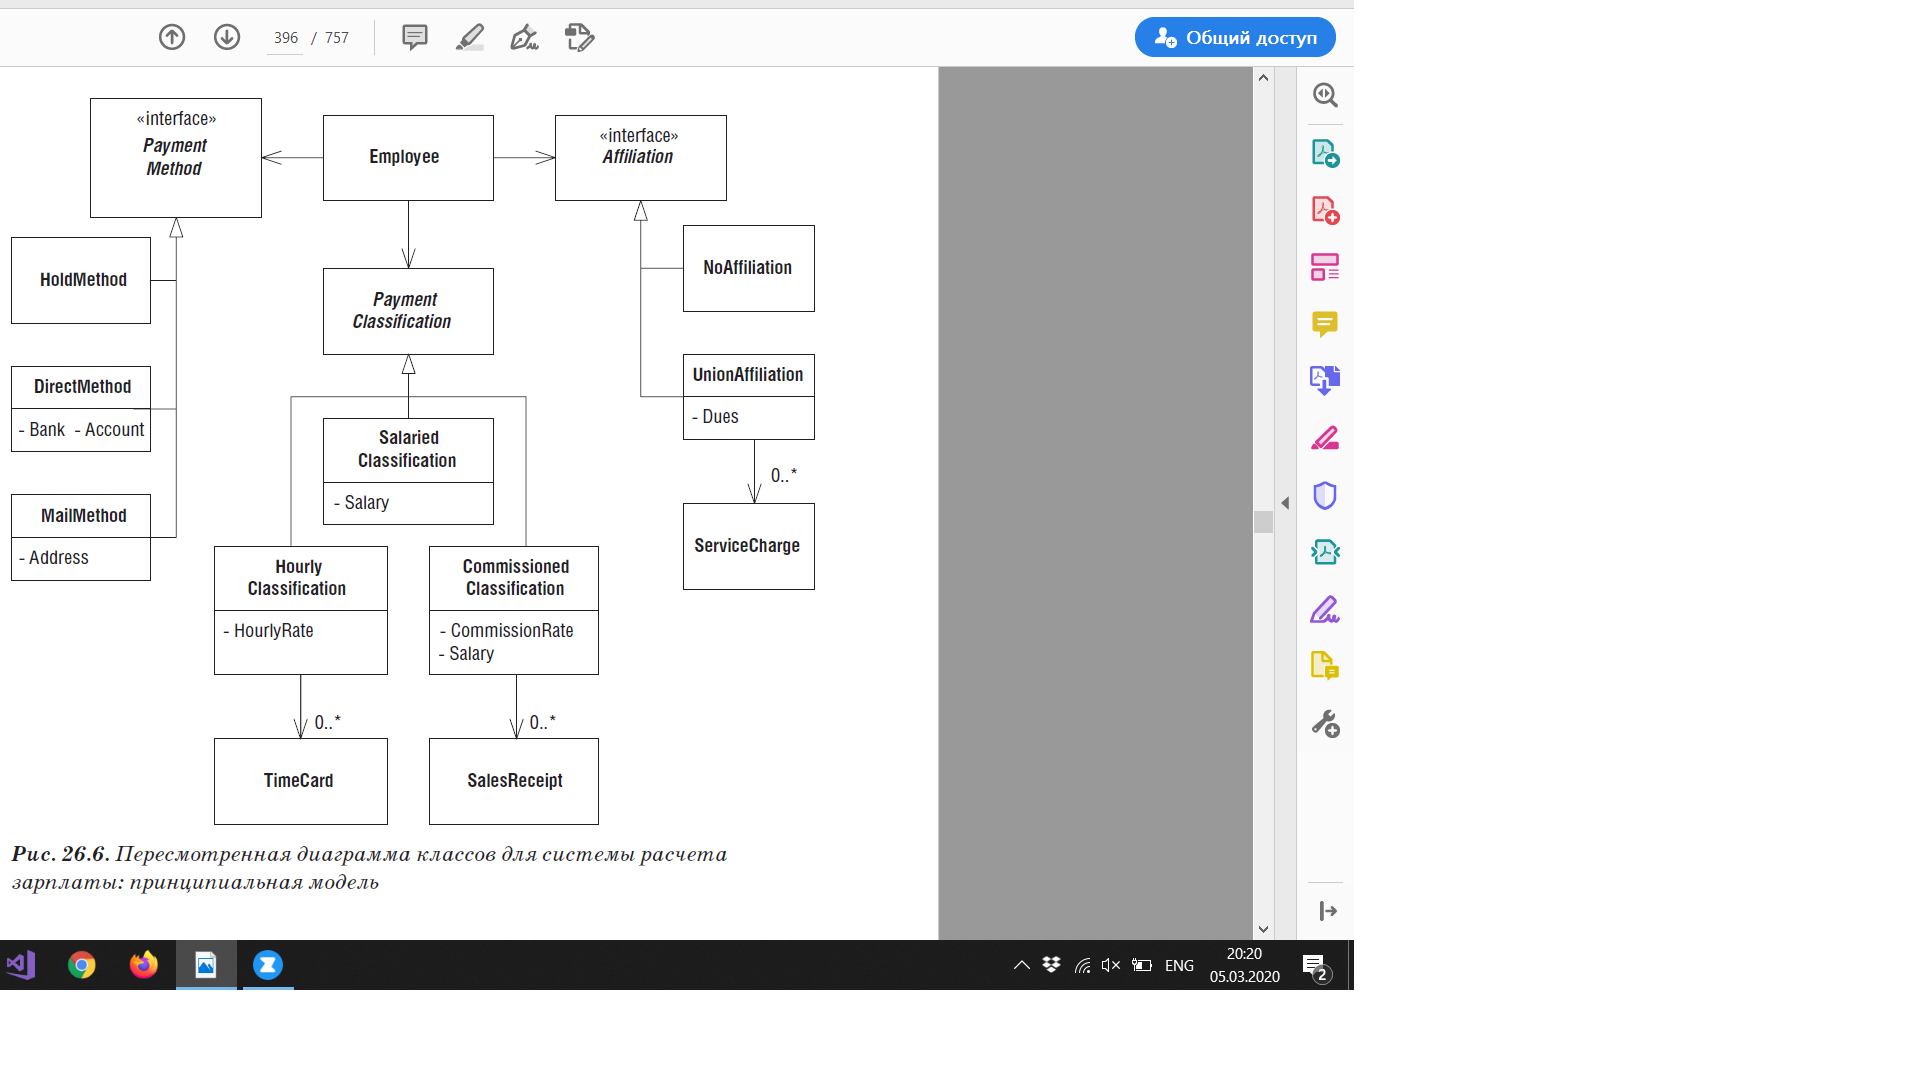 396 / 757
Общий доступ
«interface»
Payment
Method
Employee
«interface»
Affiliation
HoldMethod
NoAffiliation
Payment
Classification
DirectMethod
- Bank - Account
UnionAffiliation
- Dues
Salaried
Classification
- Salary
0..*
MailMethod
- Address
ServiceCharge
Hourly
Classification
- HourlyRate
Commissioned
Classification
- CommissionRate
- Salary
0..*
0..*
TimeCard
SalesReceipt
Рис. 26.6. Пересмотренная диаграмма классов для системы расчета
зарплаты: принципиальная модель
ENG
20:20
05.03.2020
2